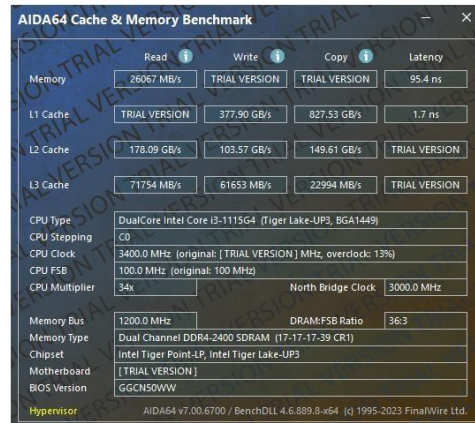 AIDA64 Cache & Memory Benchmark
Read Write Copy Latency
Memory 26067 MB/s TRIAL VERSION TRIAL VERSION 95.4 ns
L1 Cache TRIAL VERSION 377.90 GB/s 827.53 GB/s 1.7 ns
L2 Cache 178.09 GB/s 103.57 GB/s 149.61 GB/s TRIAL VERSION
L3 Cache 71754 MB/s 61653 MB/s 22994 MB/s TRIAL VERSION
CPU Type DualCore Intel Core i3-1115G4 (Tiger Lake-UP3, BGA1449)
CPU Stepping C0
CPU Clock 3400.0 MHz (original: [ TRIAL VERSION ] MHz, overclock: 13%)
CPU FSB 100.0 MHz (original: 100 MHz)
CPU Multiplier 34x North Bridge Clock 3000.0 MHz
Memory Bus 1200.0 MHz DRAM:FSB Ratio 36:3
Memory Type Dual Channel DDR4-2400 SDRAM (17-17-17-39 CR1)
Chipset Intel Tiger Point-LP, Intel Tiger Lake-UP3
Motherboard [ TRIAL VERSION ]
BIOS Version GGCN50WW
Hypervisor AIDA64 v7.00.6700 / BenchDLL 4.6.889.8-x64 (c) 1995-2023 FinalWire Ltd.